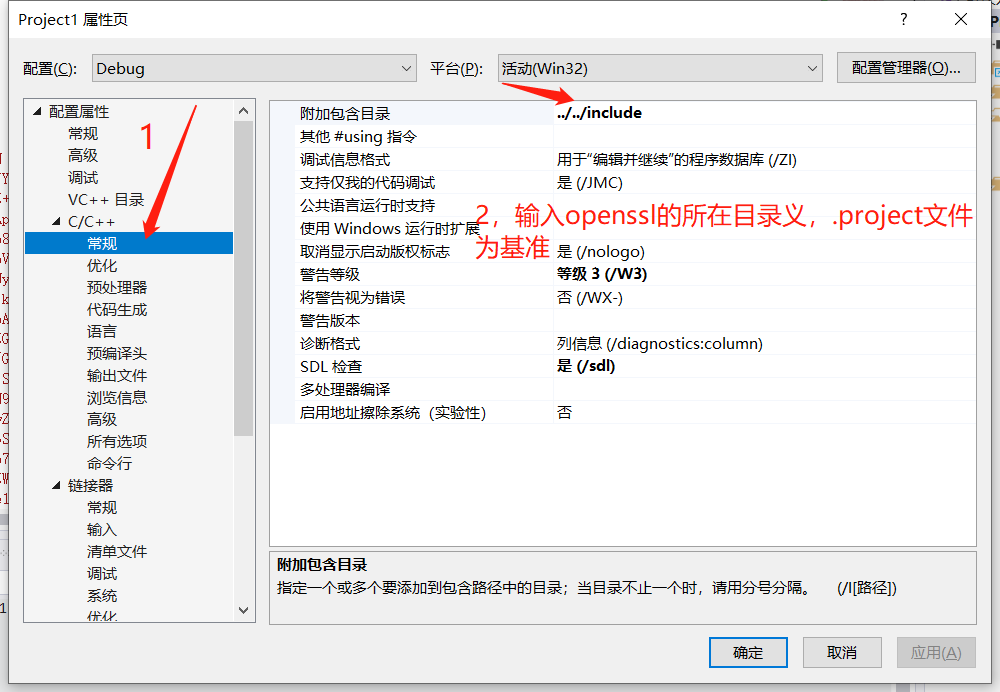 Project1 属性页
?
配置(C):
Debug
平台(P):
活动(Win32)
配置管理器(O)...
配置属性
常规
高级
调试
VC++ 目录
C/C++
常规
优化
预处理器
代码生成
语言
预编译头
输出文件
浏览信息
高级
所有选项
命令行
链接器
常规
输入
清单文件
调试
系统
优化
1
附加包含目录 ../../include
其他 #using 指令
调试信息格式 用于“编辑并继续”的程序数据库 (/ZI)
支持仅我的代码调试 是 (/JMC)
公共语言运行时支持
使用 Windows 运行时扩展
取消显示启动版权标志 是 (/nologo)
警告等级 等级 3 (/W3)
将警告视为错误 否 (/WX-)
警告版本
诊断格式 列信息 (/diagnostics:column)
SDL 检查 是 (/sdl)
多处理器编译
启用地址擦除系统（实验性） 否
2，输入openssl的所在目录义，.project文件
为基准
附加包含目录
指定一个或多个要添加到包含路径中的目录；当目录不止一个时，请用分号分隔。 (/I[路径])
确定
取消
应用(A)